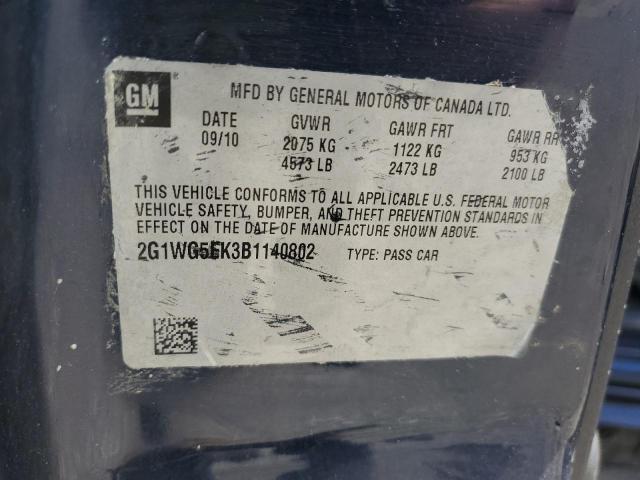 GM
MFD BY GENERAL MOTORS OF CANADA LTD.
DATE GVWR GAWR FRT GAWR RR
09/10 2075 KG 1122 KG 953 KG
4573 LB 2473 LB 2100 LB
THIS VEHICLE CONFORMS TO ALL APPLICABLE U.S. FEDERAL MOTOR
VEHICLE SAFETY, BUMPER, AND THEFT PREVENTION STANDARDS IN
EFFECT ON THE DATE OF MANUFACTURE SHOWN ABOVE.
2G1WG5EK3B1140802 TYPE: PASS CAR